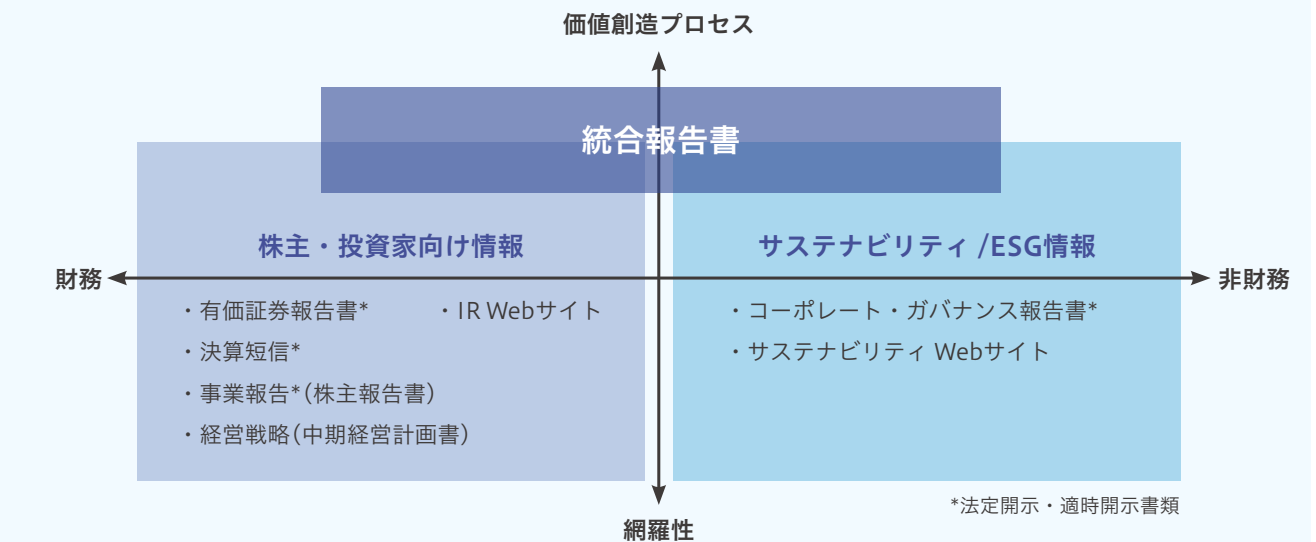 価値創造プロセス
統合報告書
株主・投資家向け情報
サステナビリティ /ESG情報
財務
非財務
・有価証券報告書*
・IR Webサイト
・決算短信*
・事業報告*(株主報告書)
・経営戦略(中期経営計画書)
・コーポレート・ガバナンス報告書*
・サステナビリティ Webサイト
*法定開示・適時開示書類
網羅性